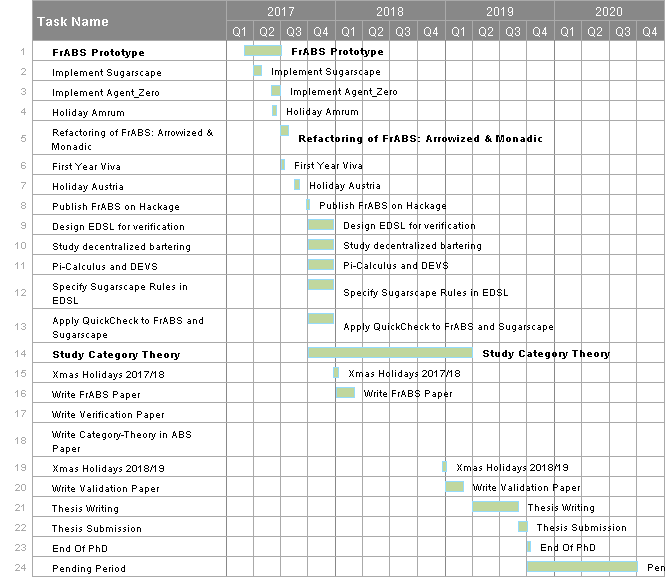 Task Name
2017 2018 2019 2020
Q1 Q2 Q3 Q4 Q1 Q2 Q3 Q4 Q1 Q2 Q3 Q4 Q1 Q2 Q3 Q4
1 FrABS Prototype FrABS Prototype
2 Implement Sugarscape Implement Sugarscape
3 Implement Agent_Zero Implement Agent_Zero
4 Holiday Amrum Holiday Amrum
5 Refactoring of FrABS: Arrowized & Refactoring of FrABS: Arrowized & Monadic
Monadic
6 First Year Viva First Year Viva
7 Holiday Austria Holiday Austria
8 Publish FrABS on Hackage Publish FrABS on Hackage
9 Design EDSL for verification Design EDSL for verification
10 Study decentralized bartering Study decentralized bartering
11 Pi-Calculus and DEVS Pi-Calculus and DEVS
12 Specify Sugarscape Rules in Specify Sugarscape Rules in EDSL
EDSL
13 Apply QuickCheck to FrABS and Apply QuickCheck to FrABS and Sugarscape
Sugarscape
14 Study Category Theory Study Category Theory
15 Xmas Holidays 2017/18 Xmas Holidays 2017/18
16 Write FrABS Paper Write FrABS Paper
17 Write Verification Paper
18 Write Category-Theory in ABS
Paper
19 Xmas Holidays 2018/19 Xmas Holidays 2018/19
20 Write Validation Paper Write Validation Paper
21 Thesis Writing Thesis Writing
22 Thesis Submission Thesis Submission
23 End Of PhD End Of PhD
24 Pending Period Pen